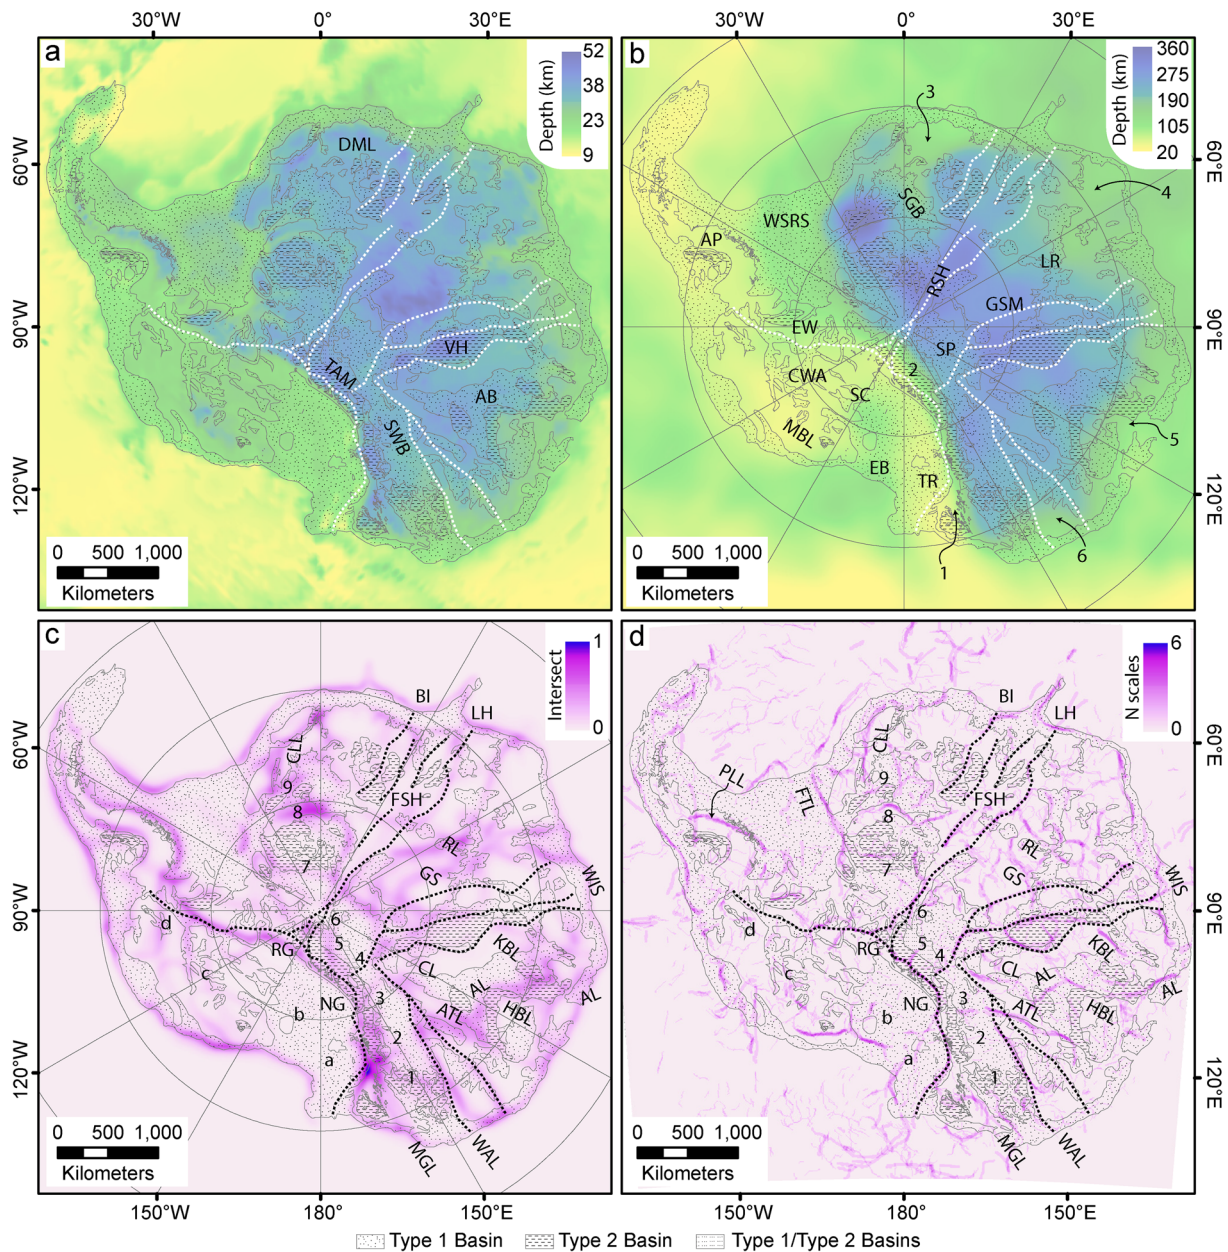 30°W 0° 30°E 30°W 0° 30°E
a
Depth (km)
52
38
23
9
DML
VH
TAM
AB
SWB
60°W
90°W
120°W
0 500 1,000
Kilometers
b
Depth (km)
360
275
190
105
20
3
4
SGB
WSRS
AP
LR
RSH
GSM
EW
SP
VH
CWA
2
SC
MBL
EB
TR
5
6
1
60°E
90°E
120°E
0 500 1,000
Kilometers
c
Intersect
1
0
BI
LH
CLL
9
8
FSH
7
RL
GS
WIS
6
d
RG
5
4
KBL
c
CL
AL
AL
NG
3
HBL
b
ATL
2
a
1
MGL
WAL
60°W
90°W
120°W
0 500 1,000
Kilometers
d
N scales
6
0
BI
LH
CLL
PLL
FTL
9
FSH
8
7
RL
GS
WIS
6
d
RG
5
4
KBL
c
CL
AL
AL
NG
3
HBL
b
ATL
2
a
1
MGL
WAL
60°E
90°E
120°E
0 500 1,000
Kilometers
150°W 180° 150°E 150°W 180° 150°E
Type 1 Basin Type 2 Basin Type 1/Type 2 Basins